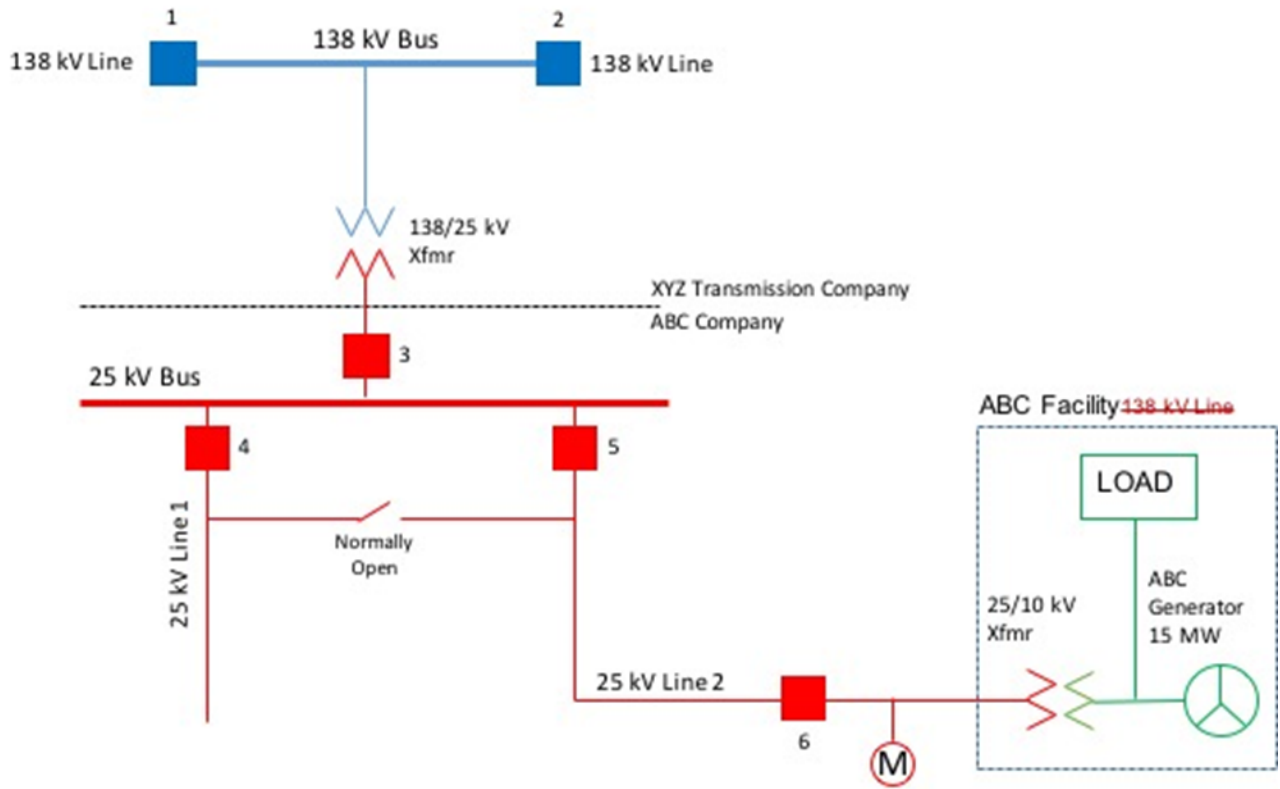 1
2
138 kV Bus
138 kV Line
138 kV Line
138/25 kV
Xfmr
XYZ Transmission Company
ABC Company
3
25 kV Bus
4
5
ABC Facility 138 kV Line
LOAD
25 kV Line 1
Normally
Open
ABC
Generator
15 MW
25/10 kV
Xfmr
25 kV Line 2
6
M